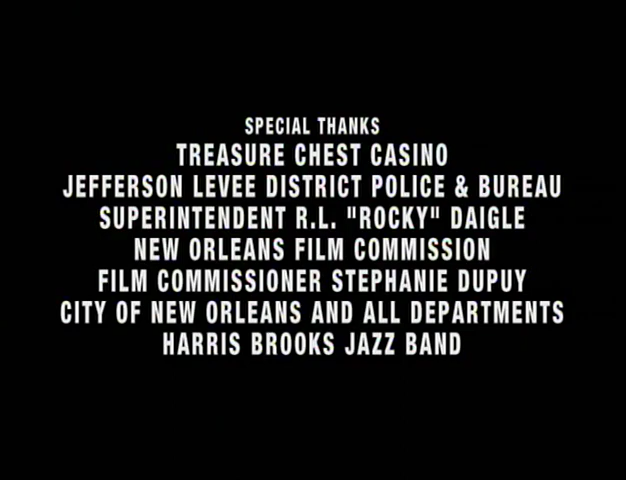 SPECIAL THANKS
TREASURE CHEST CASINO
JEFFERSON LEVEE DISTRICT POLICE & BUREAU
SUPERINTENDENT R.L. "ROCKY" DAIGLE
NEW ORLEANS FILM COMMISSION
FILM COMMISSIONER STEPHANIE DUPUY
CITY OF NEW ORLEANS AND ALL DEPARTMENTS
HARRIS BROOKS JAZZ BAND